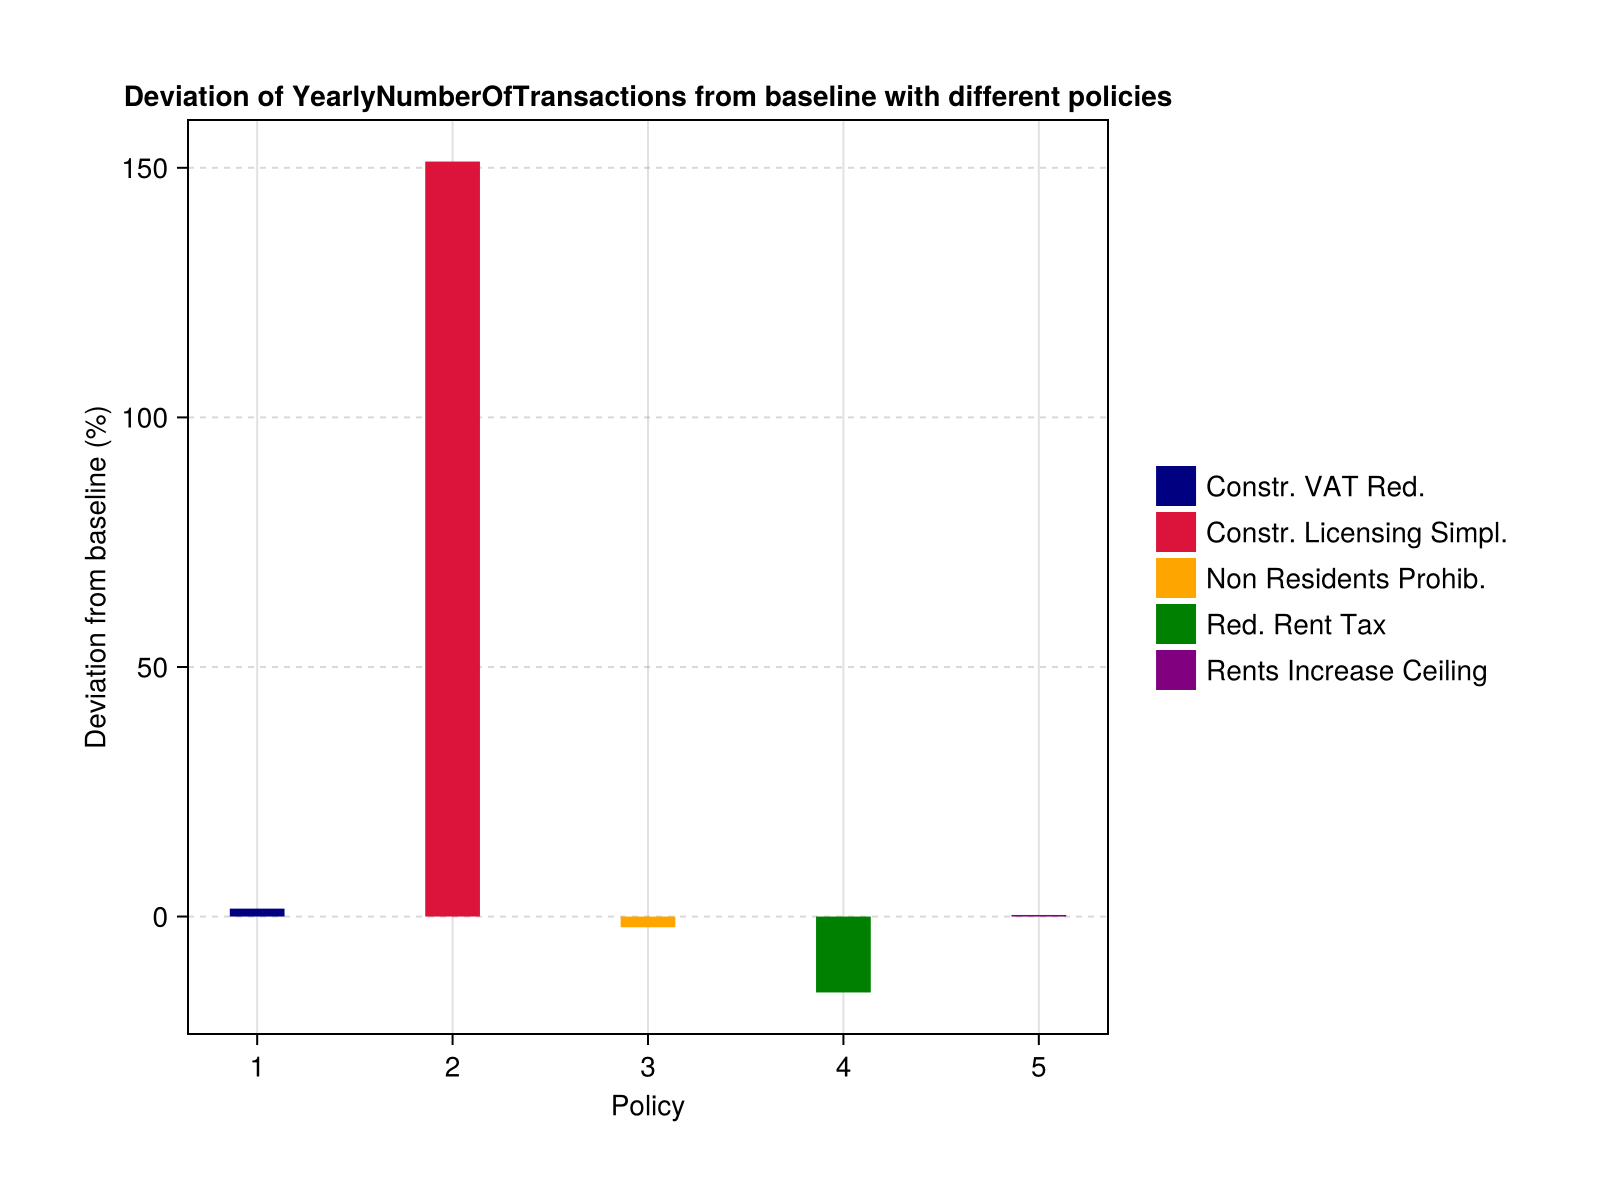 Deviation of YearlyNumberOfTransactions from baseline with different policies
Deviation from baseline (%)
150
100
50
0
1
2
3
4
5
Policy
Constr. VAT Red.
Constr. Licensing Simpl.
Non Residents Prohib.
Red. Rent Tax
Rents Increase Ceiling